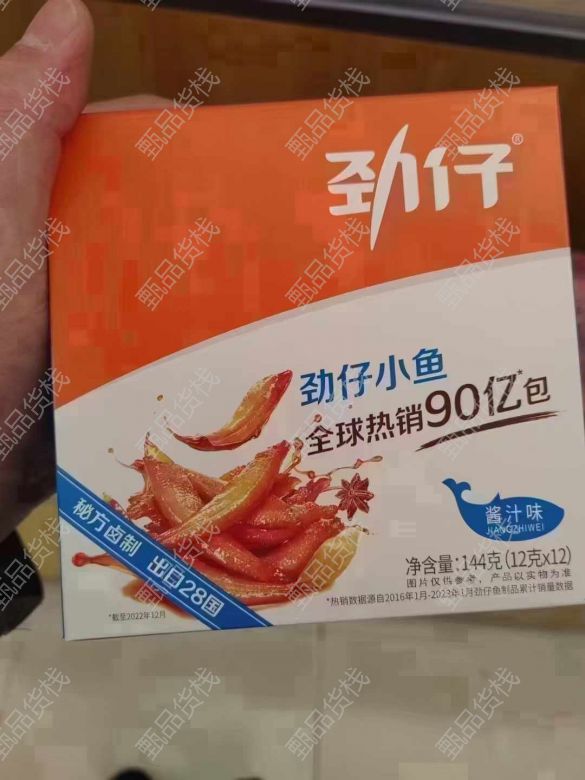 劲仔®
劲仔小鱼
全球热销90亿包*
酱汁味
JIANGZHIWEI
秘方卤制 出口28国
净含量:144克(12克x12)
图片仅供参考,产品以实物为准
*热销数据源自2016年1月-2023年1月劲仔鱼制品累计销量数据
*截至2022年12月
甄品货栈